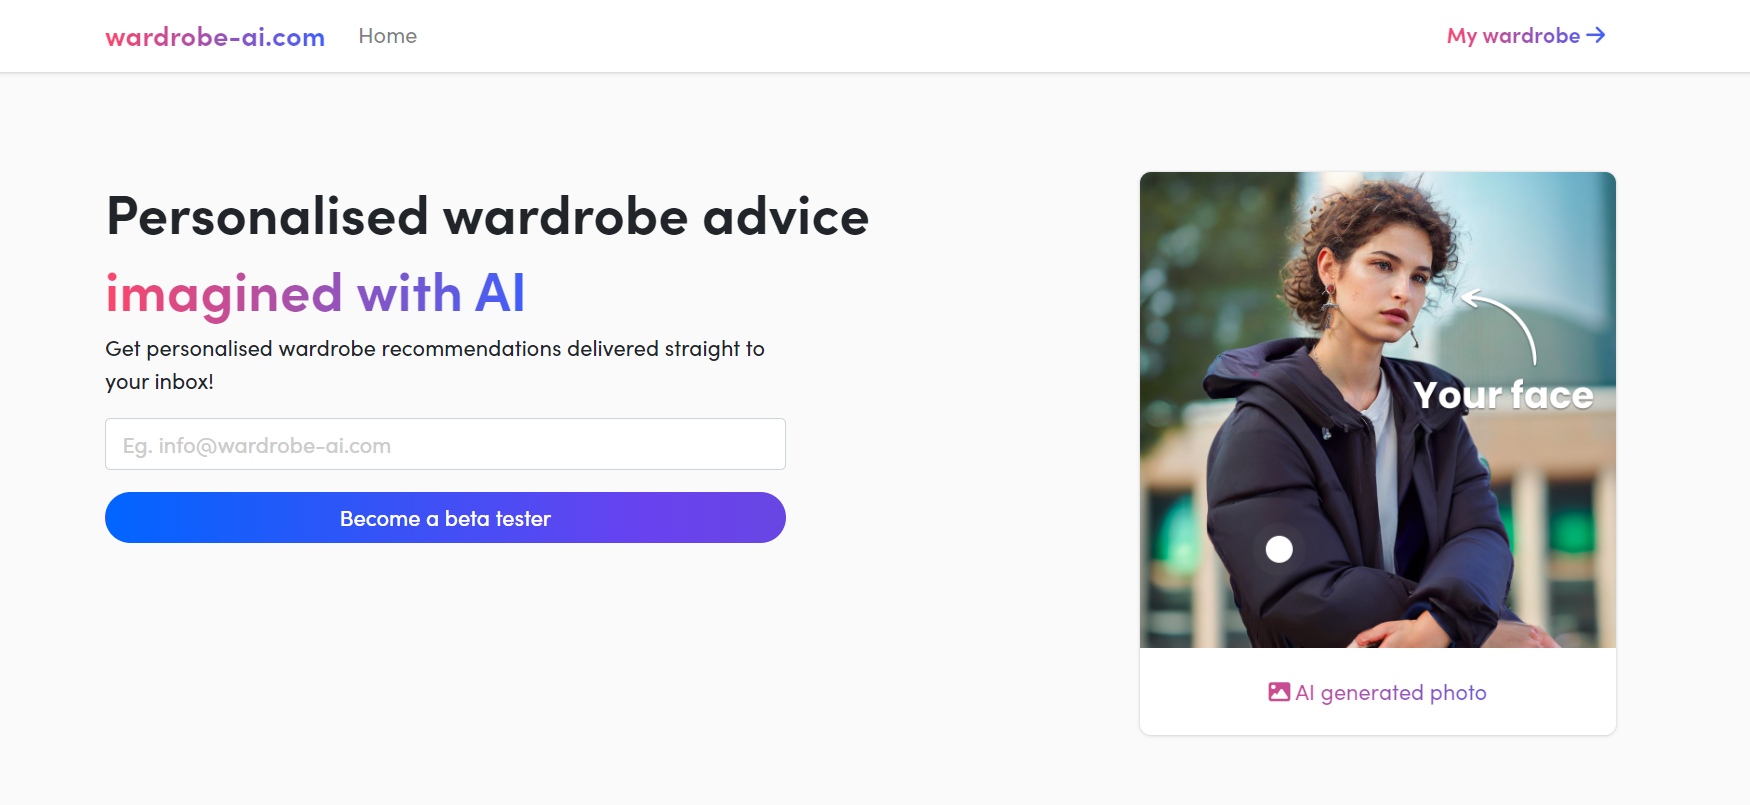 wardrobe-ai.com
Home
My wardrobe
Personalised wardrobe advice
imagined with AI
Get personalised wardrobe recommendations delivered straight to
your inbox!
Eg. info@wardrobe-ai.com
Become a beta tester
Your face
AI generated photo